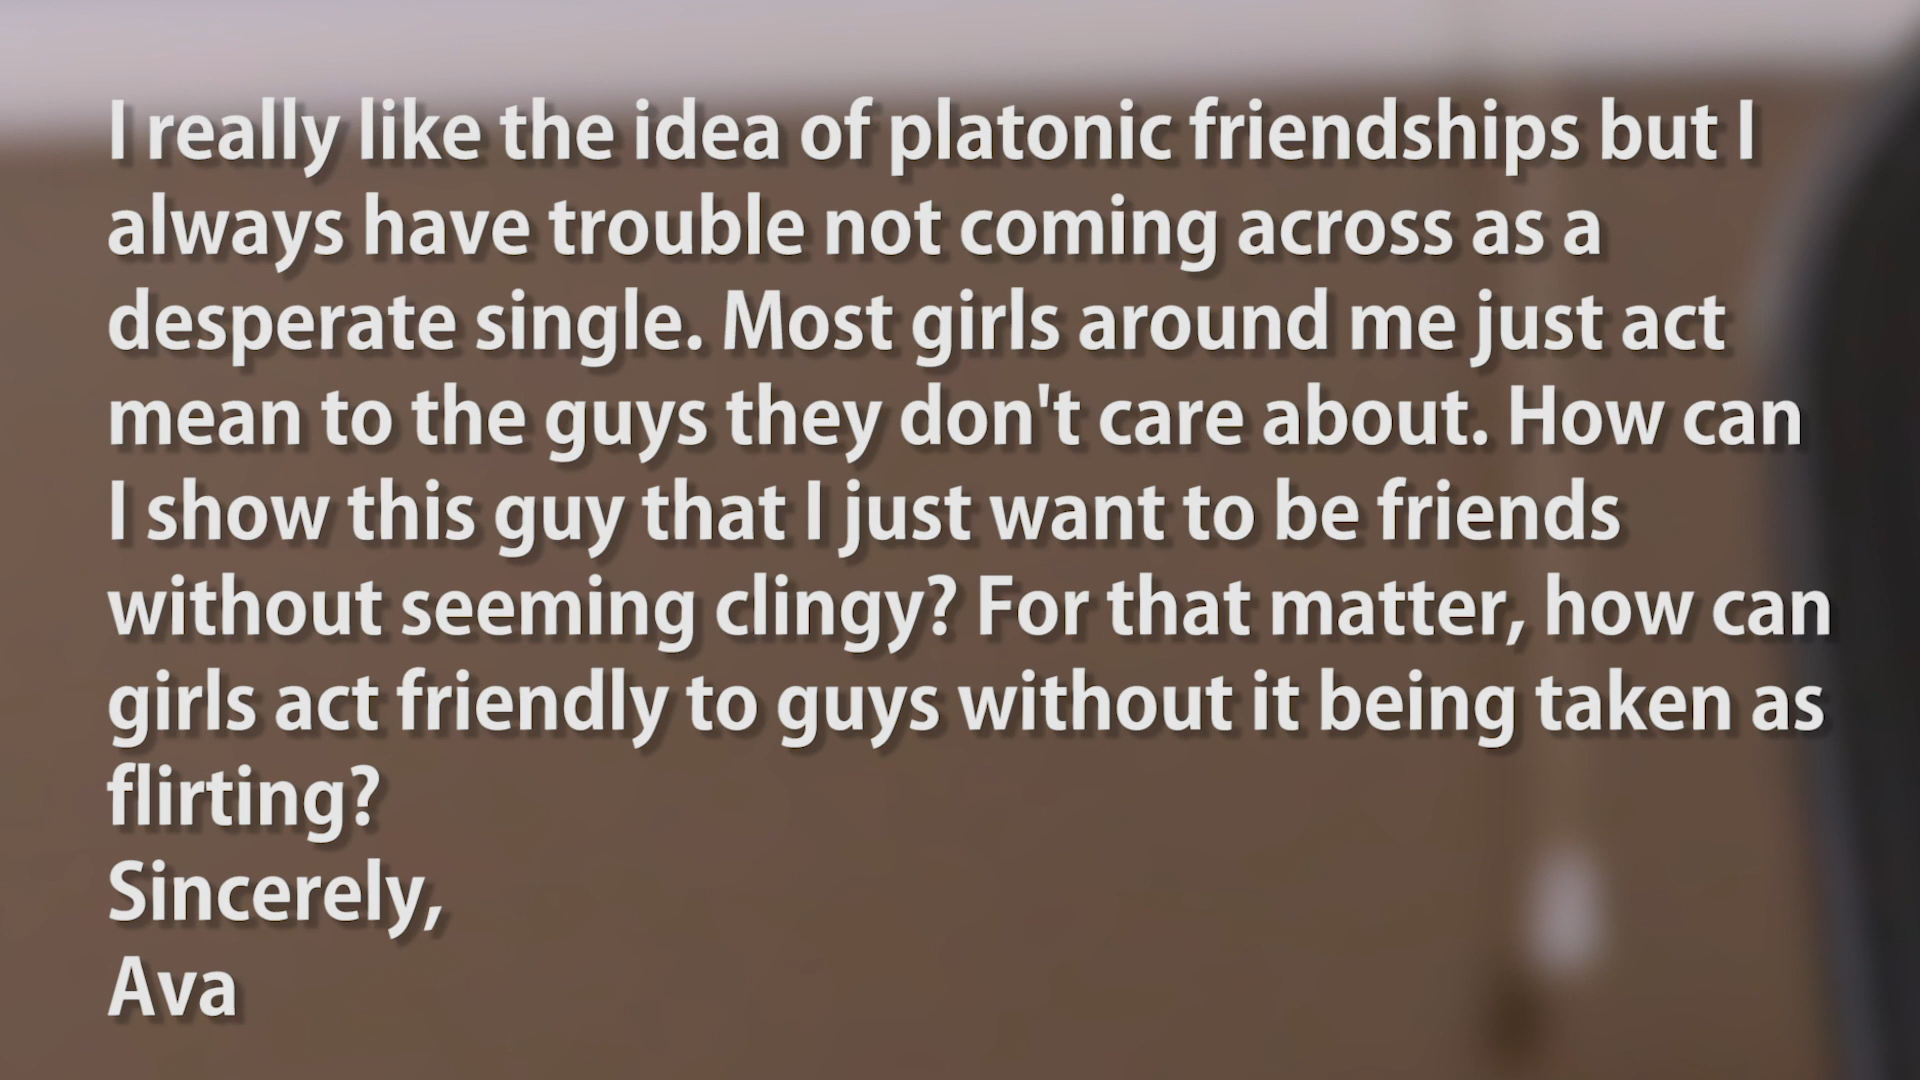 I really like the idea of platonic friendships but I
always have trouble not coming across as a
desperate single. Most girls around me just act
mean to the guys they don't care about. How can
I show this guy that I just want to be friends
without seeming clingy? For that matter, how can
girls act friendly to guys without it being taken as
flirting?
Sincerely,
Ava